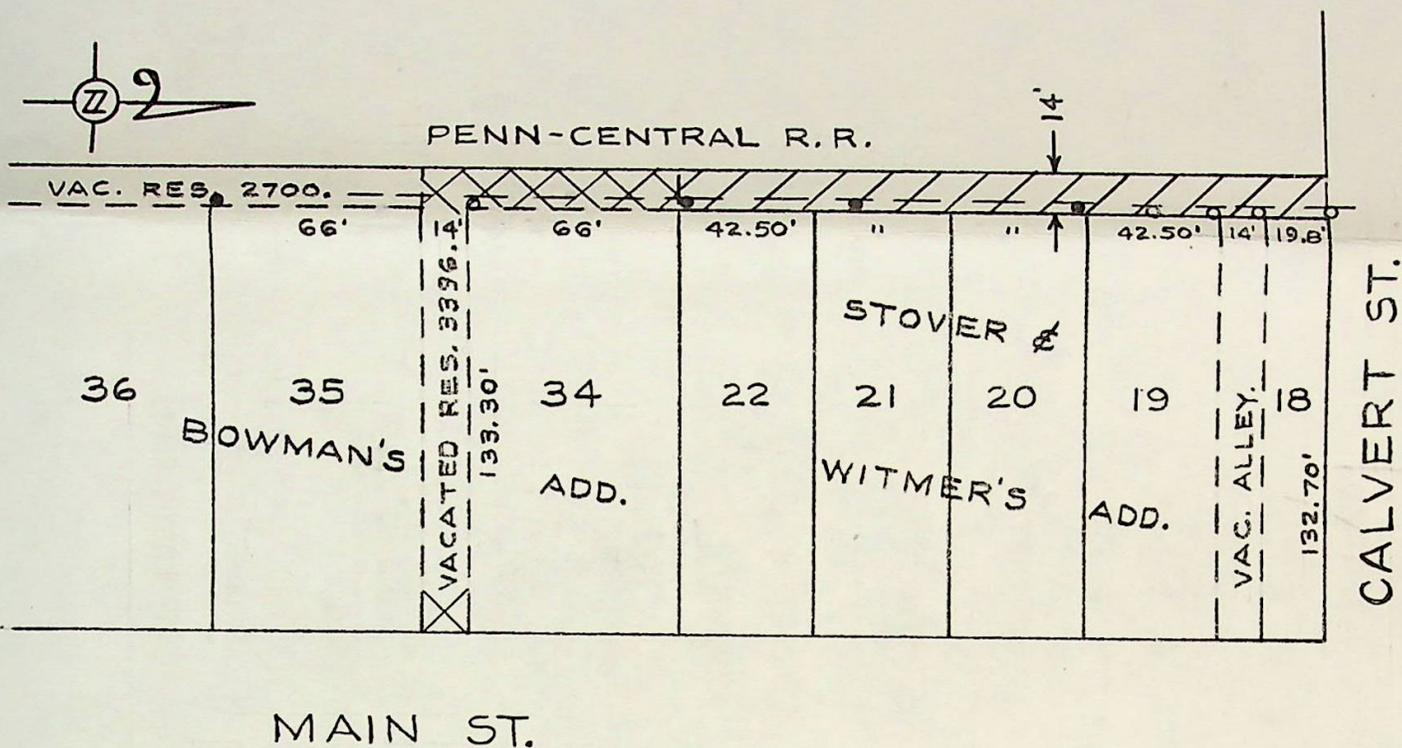 N
14'
PENN-CENTRAL R.R.
VAC. RES. 2700.
66' 14' 66' 42.50' " " 42.50' 14' 19.8'
VACATED RES. 3396.
133.30'
STOVER &
36 35 34 22 21 20 19 18
BOWMAN'S ADD.
WITMER'S ADD.
VAC. ALLEY.
132.70'
CALVERT ST.
MAIN ST.